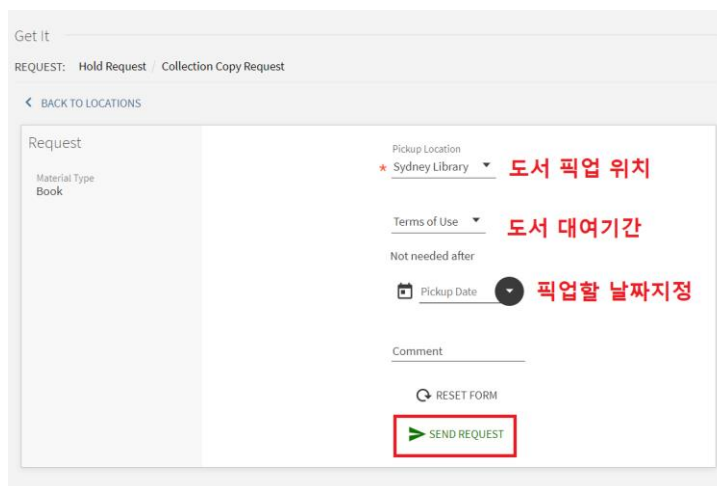 Get It
REQUEST: Hold Request / Collection Copy Request
BACK TO LOCATIONS
Request
Material Type
Book
Pickup Location
* Sydney Library 도서 픽업 위치
Terms of Use 도서 대여기간
Not needed after
Pickup Date 픽업할 날짜지정
Comment
RESET FORM
SEND REQUEST